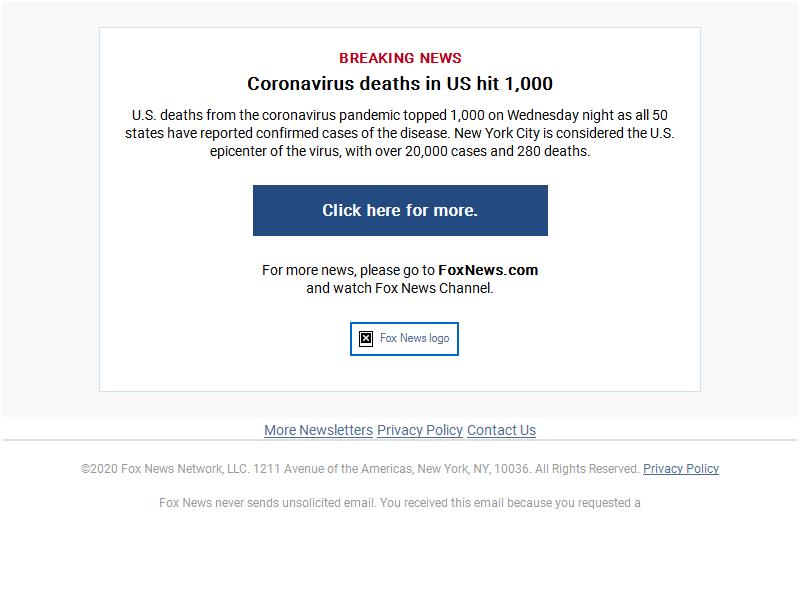 BREAKING NEWS
Coronavirus deaths in US hit 1,000
U.S. deaths from the coronavirus pandemic topped 1,000 on Wednesday night as all 50
states have reported confirmed cases of the disease. New York City is considered the U.S.
epicenter of the virus, with over 20,000 cases and 280 deaths.
Click here for more.
For more news, please go to FoxNews.com
and watch Fox News Channel.
Fox News logo
More Newsletters Privacy Policy Contact Us
©2020 Fox News Network, LLC. 1211 Avenue of the Americas, New York, NY, 10036. All Rights Reserved. Privacy Policy
Fox News never sends unsolicited email. You received this email because you requested a